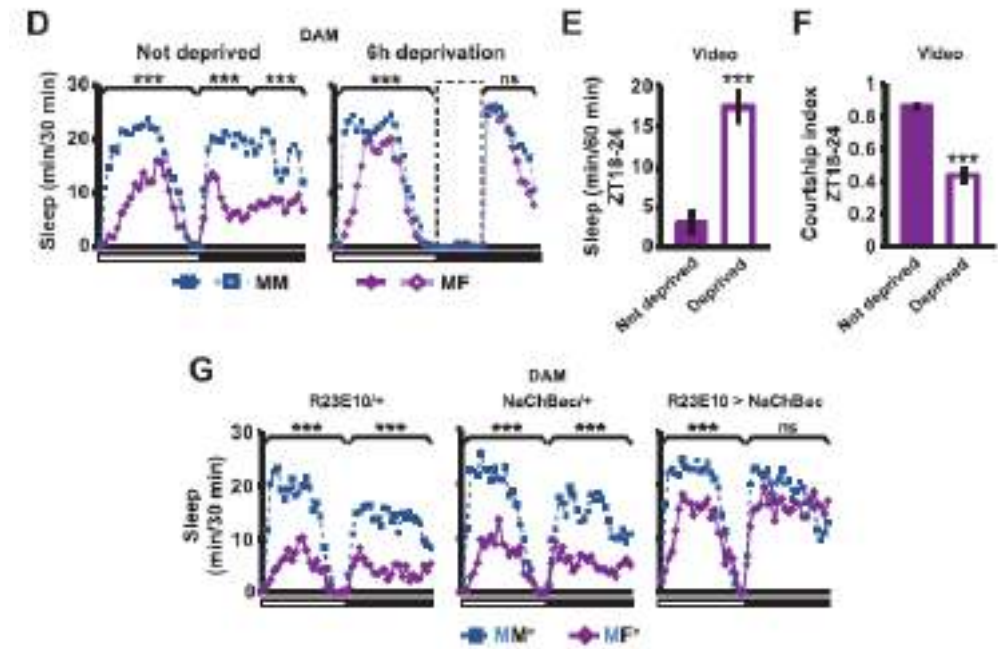 D
DAM
Not deprived
6h deprivation
***
***
***
***
ns
30
20
10
0
Sleep (min/30 min)
MM
MF
E
Video
***
20
15
10
5
0
Sleep (min/60 min)
ZT18-24
Not deprived
Deprived
F
Video
***
1
0.8
0.6
0.4
0.2
0
Courtship index
ZT18-24
Not deprived
Deprived
G
DAM
R23E10/+
NaChBac/+
R23E10 > NaChBac
***
***
***
***
***
ns
30
20
10
0
Sleep
(min/30 min)
MM*
MF*